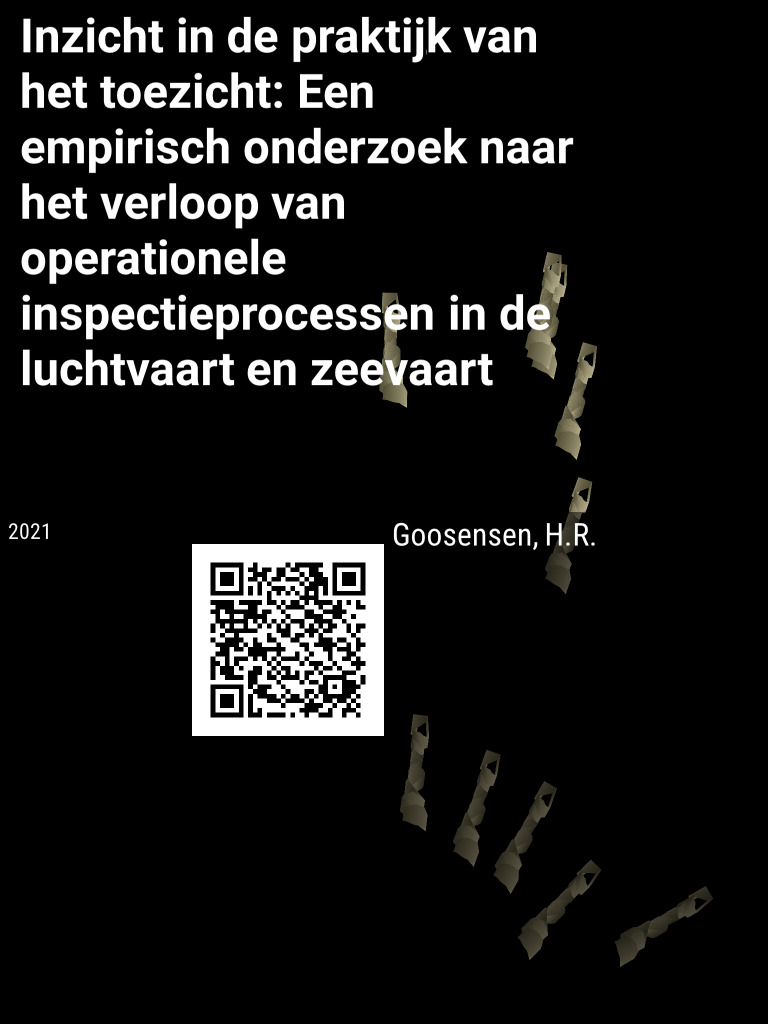 Inzicht in de praktijk van
het toezicht: Een
empirisch onderzoek naar
het verloop van
operationele
inspectieprocessen in de
luchtvaart en zeevaart
2021
Goosensen, H.R.